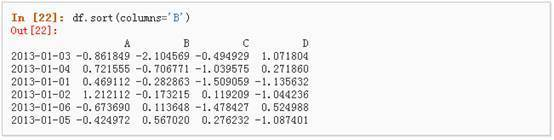 In [22]: df.sort(columns='B')
Out[22]:
A B C D
2013-01-03 -0.861849 -2.104569 -0.494929 1.071804
2013-01-04 0.721555 -0.706771 -1.039575 0.271860
2013-01-01 0.469112 -0.282863 -1.509059 -1.135632
2013-01-02 1.212112 -0.173215 0.119209 -1.044236
2013-01-06 -0.673690 0.113648 -1.478427 0.524988
2013-01-05 -0.424972 0.567020 0.276232 -1.087401